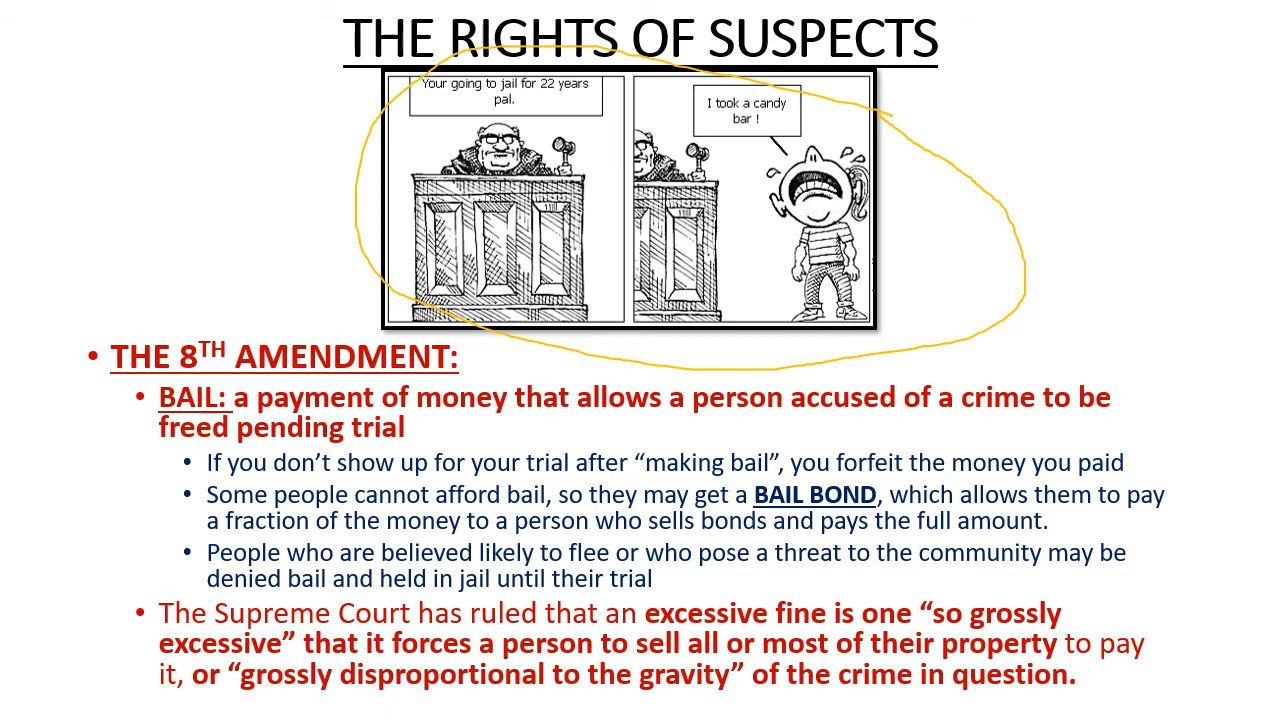 THE RIGHTS OF SUSPECTS
Your going to jail for 22 years
pal.
I took a candy
bar !
• THE 8TH AMENDMENT:
• BAIL: a payment of money that allows a person accused of a crime to be
freed pending trial
• If you don’t show up for your trial after “making bail”, you forfeit the money you paid
• Some people cannot afford bail, so they may get a BAIL BOND, which allows them to pay
a fraction of the money to a person who sells bonds and pays the full amount.
• People who are believed likely to flee or who pose a threat to the community may be
denied bail and held in jail until their trial
• The Supreme Court has ruled that an excessive fine is one “so grossly
excessive” that it forces a person to sell all or most of their property to pay
it, or “grossly disproportional to the gravity” of the crime in question.